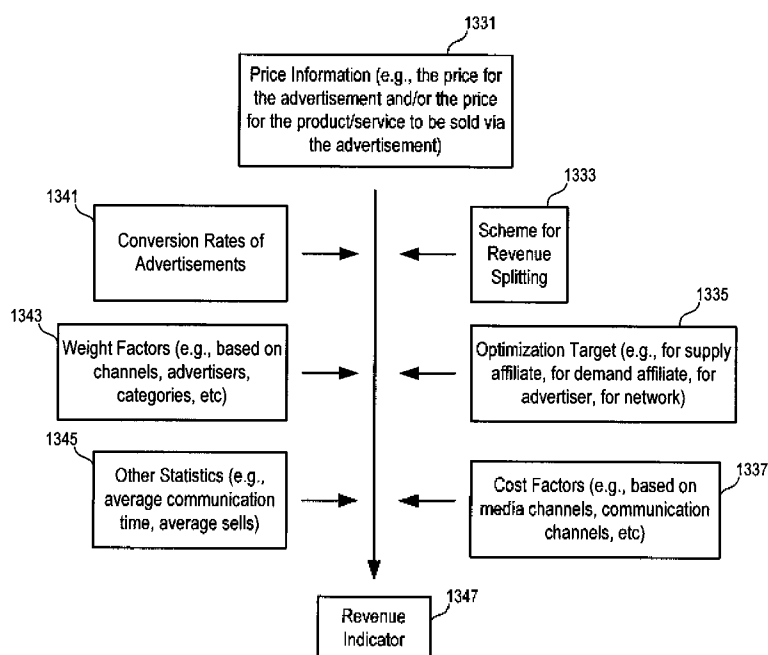 1331
Price Information (e.g., the price for
the advertisement and/or the price
for the product/service to be sold via
the advertisement)
1341
Conversion Rates of
Advertisements
1333
Scheme for
Revenue
Splitting
1343
Weight Factors (e.g., based on
channels, advertisers,
categories, etc)
1335
Optimization Target (e.g., for supply
affiliate, for demand affiliate, for
advertiser, for network)
1345
Other Statistics (e.g.,
average communication
time, average sells)
1337
Cost Factors (e.g., based on
media channels, communication
channels, etc)
1347
Revenue
Indicator